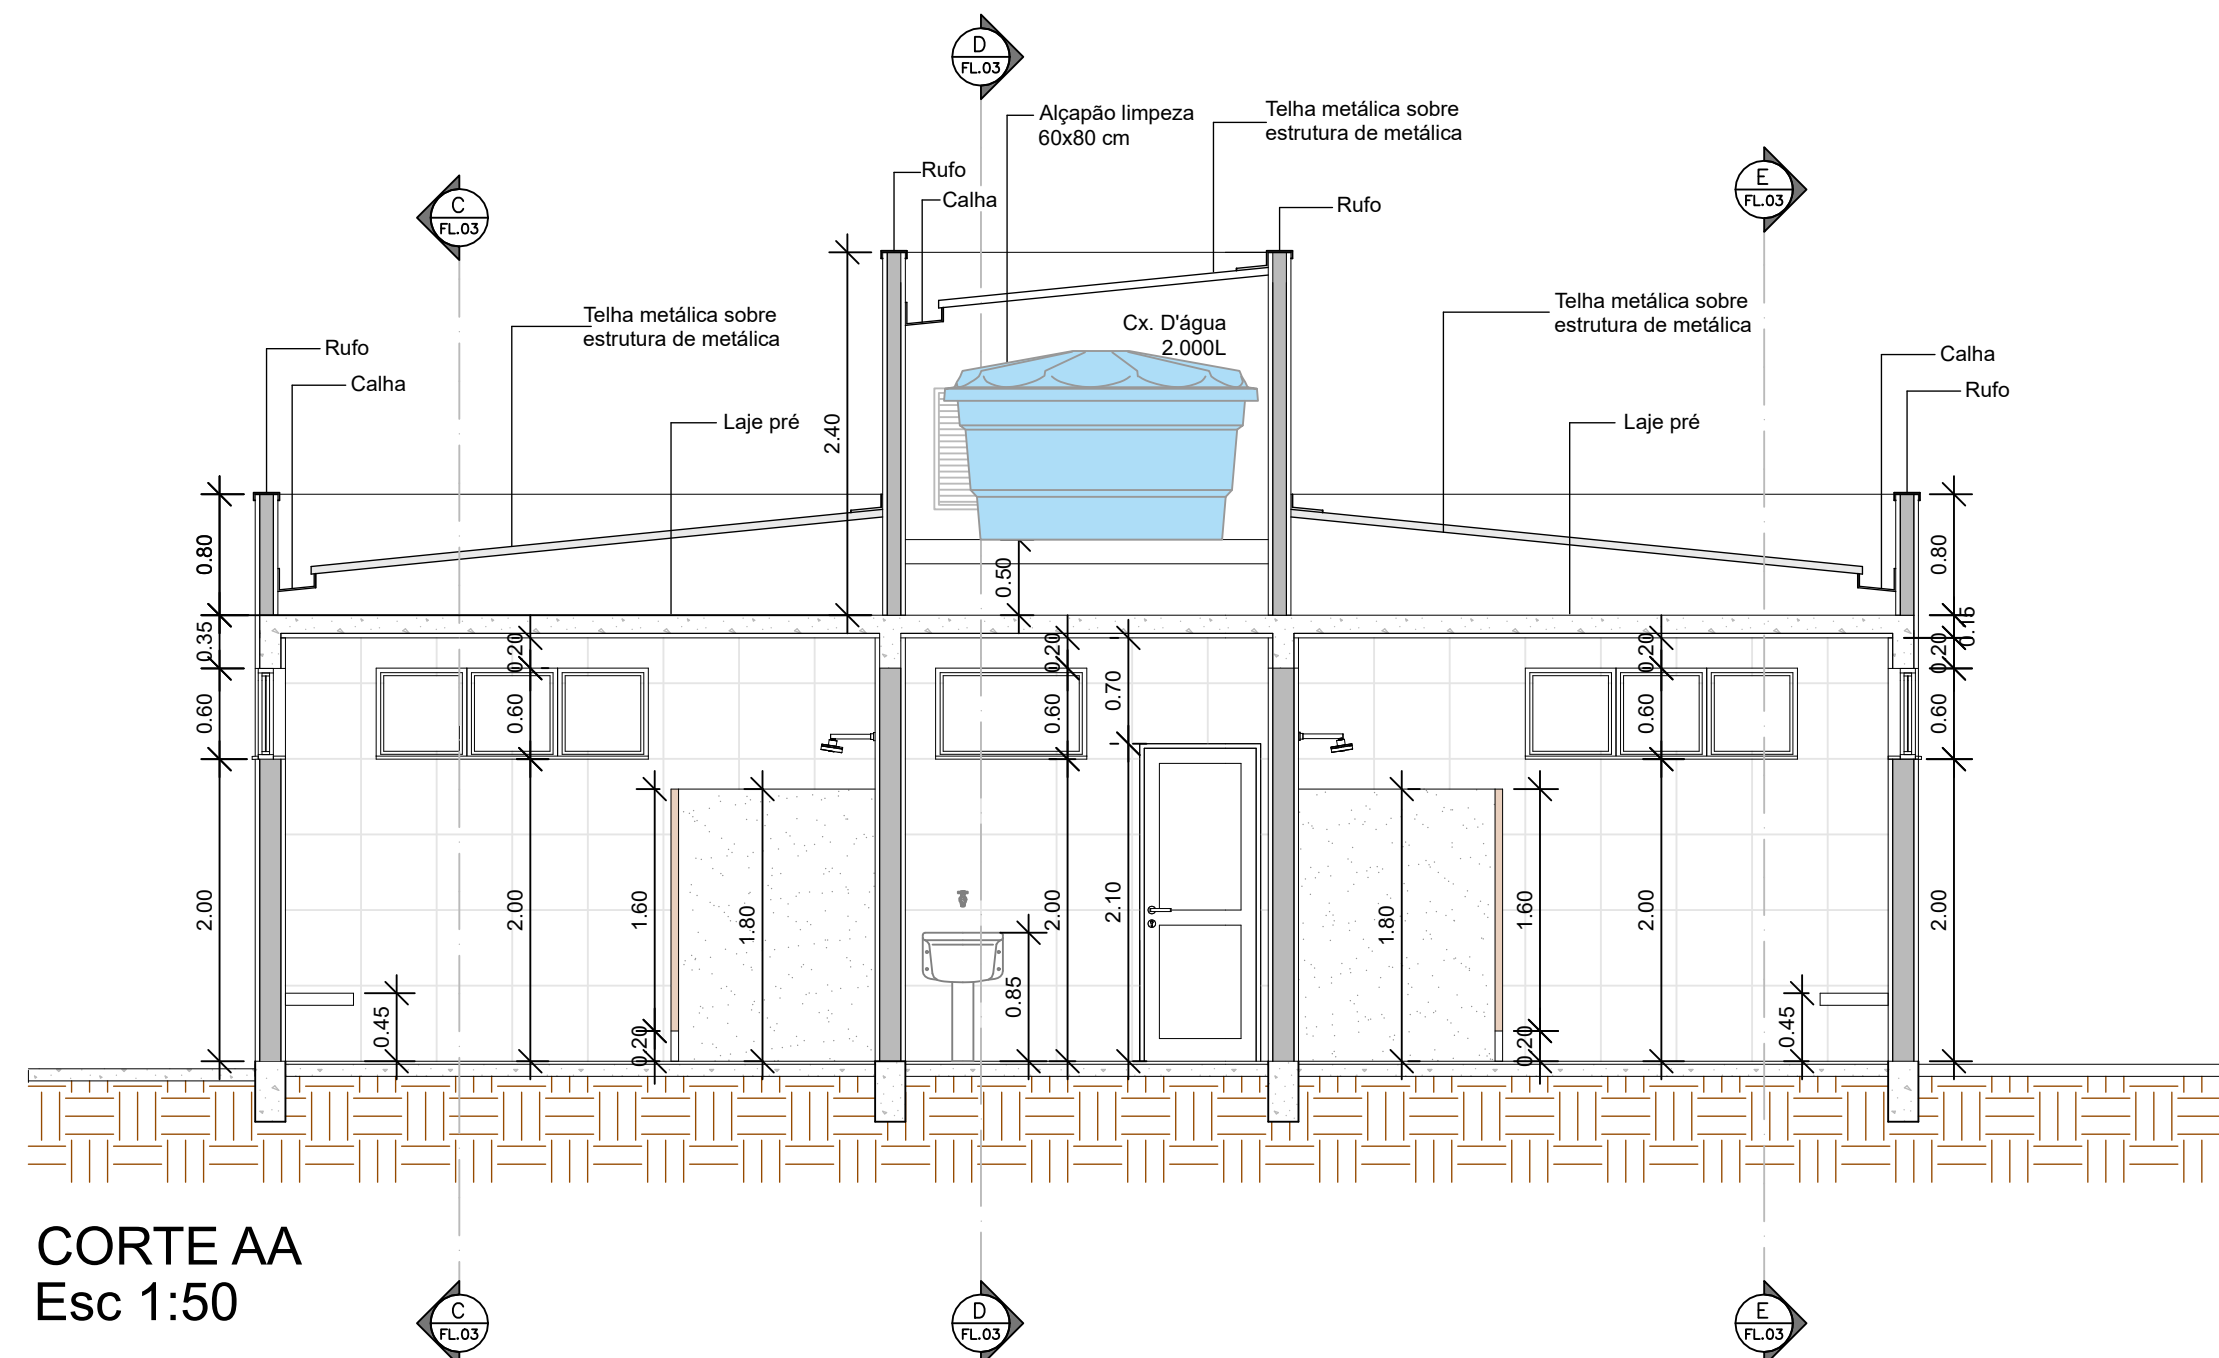 D
FL.03
Alçapão limpeza
60x80 cm
Telha metálica sobre
estrutura de metálica
Rufo
Calha
Rufo
C
FL.03
E
FL.03
Telha metálica sobre
estrutura de metálica
Cx. D'água
2.000L
Telha metálica sobre
estrutura de metálica
Rufo
Calha
Calha
Rufo
Laje pré
2.40
Laje pré
0.80
0.50
0.80
0.15
0.35
0.20
0.20
0.20
0.20
0.60
0.60
0.60
0.70
0.60
0.60
2.00
2.00
1.60
1.80
2.00
2.10
1.80
1.60
2.00
2.00
0.45
0.20
0.85
0.20
0.45
CORTE AA
Esc 1:50
C
FL.03
D
FL.03
E
FL.03